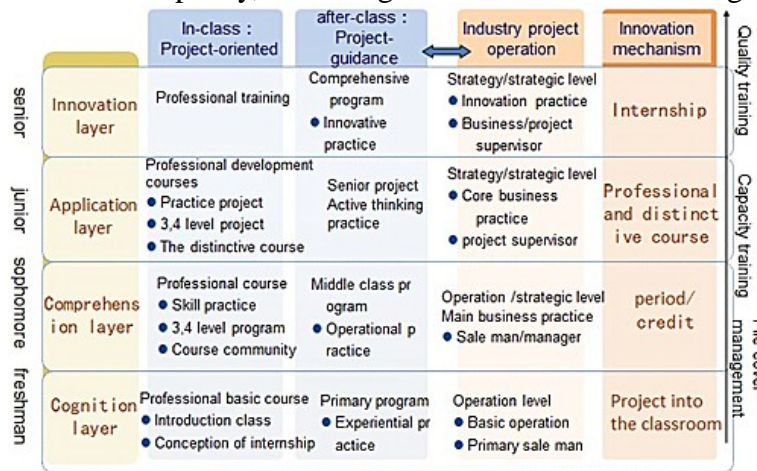 In-class :
Project-oriented
after-class :
Project-
guidance
Industry project
operation
Innovation
mechanism
senior
Innovation
layer
Professional training
Comprehensive
program
● Innovative
practice
Strategy/strategic level
● Innovation practice
● Business/project
supervisor
Internship
Quality training
junior
Application
layer
Professional development
courses
● Practice project
● 3,4 level project
● The distinctive course
Senior project
Active thinking
practice
Strategy/strategic level
● Core business
practice
● project supervisor
Professional
and distinct
ive course
Capacity training
sophomore
Comprehens
ion layer
Professional course
● Skill practice
● 3,4 level program
● Course community
Middle class pr
ogram
● Operational p
ractice
Operation /strategic level
Main business practice
● Sale man/manager
period/
credit
management
freshman
Cognition
layer
Professional basic course
● Introduction class
● Conception of internship
Primary program
● Experiential pr
actice
Operation level
● Basic operation
● Primary sale man
Project into
the classroom